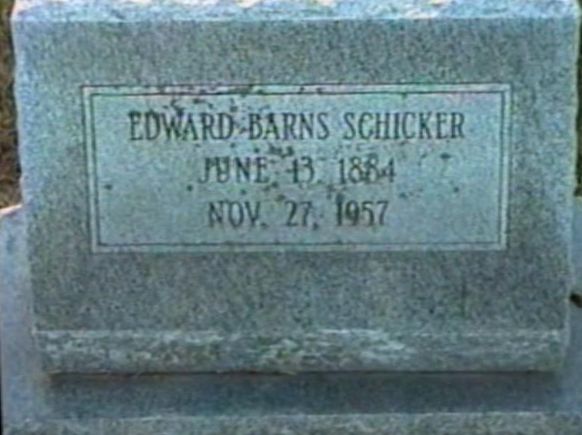 EDWARD BARNS SCHICKER
JUNE 13 1884
NOV. 27, 1957